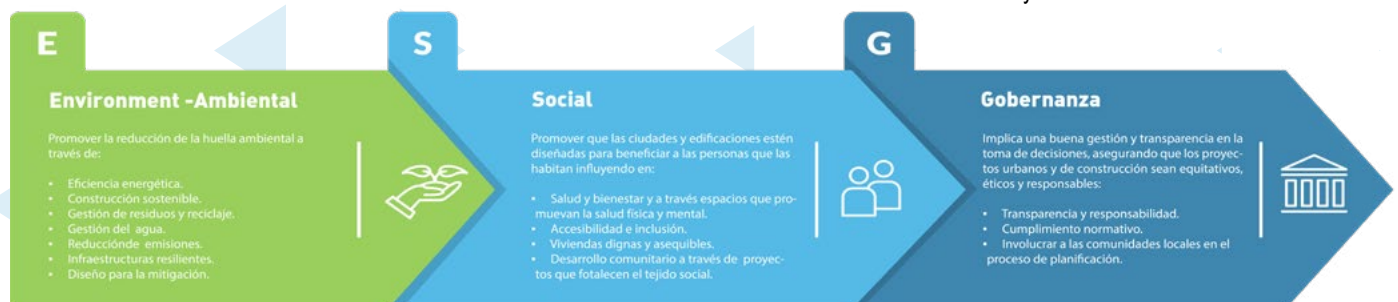 E
Environment -Ambiental
Promover la reducción de la huella ambiental a
través de:
• Eficiencia energética.
• Construcción sostenible.
• Gestión de residuos y reciclaje.
• Gestión del agua.
• Reducciónde emisiones.
• Infraestructuras resilientes.
• Diseño para la mitigación.
S
Social
Promover que las ciudades y edificaciones estén
diseñadas para beneficiar a las personas que las
habitan influyendo en:
• Salud y bienestar y a través espacios que pro-
muevan la salud física y mental.
• Accesibilidad e inclusión.
• Viviendas dignas y asequibles.
• Desarrollo comunitario a través de proyec-
tos que fotalecen el tejido social.
G
Gobernanza
Implica una buena gestión y transparencia en la
toma de decisiones, asegurando que los proyec-
tos urbanos y de construcción sean equitativos,
éticos y responsables:
• Transparencia y responsabilidad.
• Cumplimiento normativo.
• Involucrar a las comunidades locales en el
proceso de planificación.